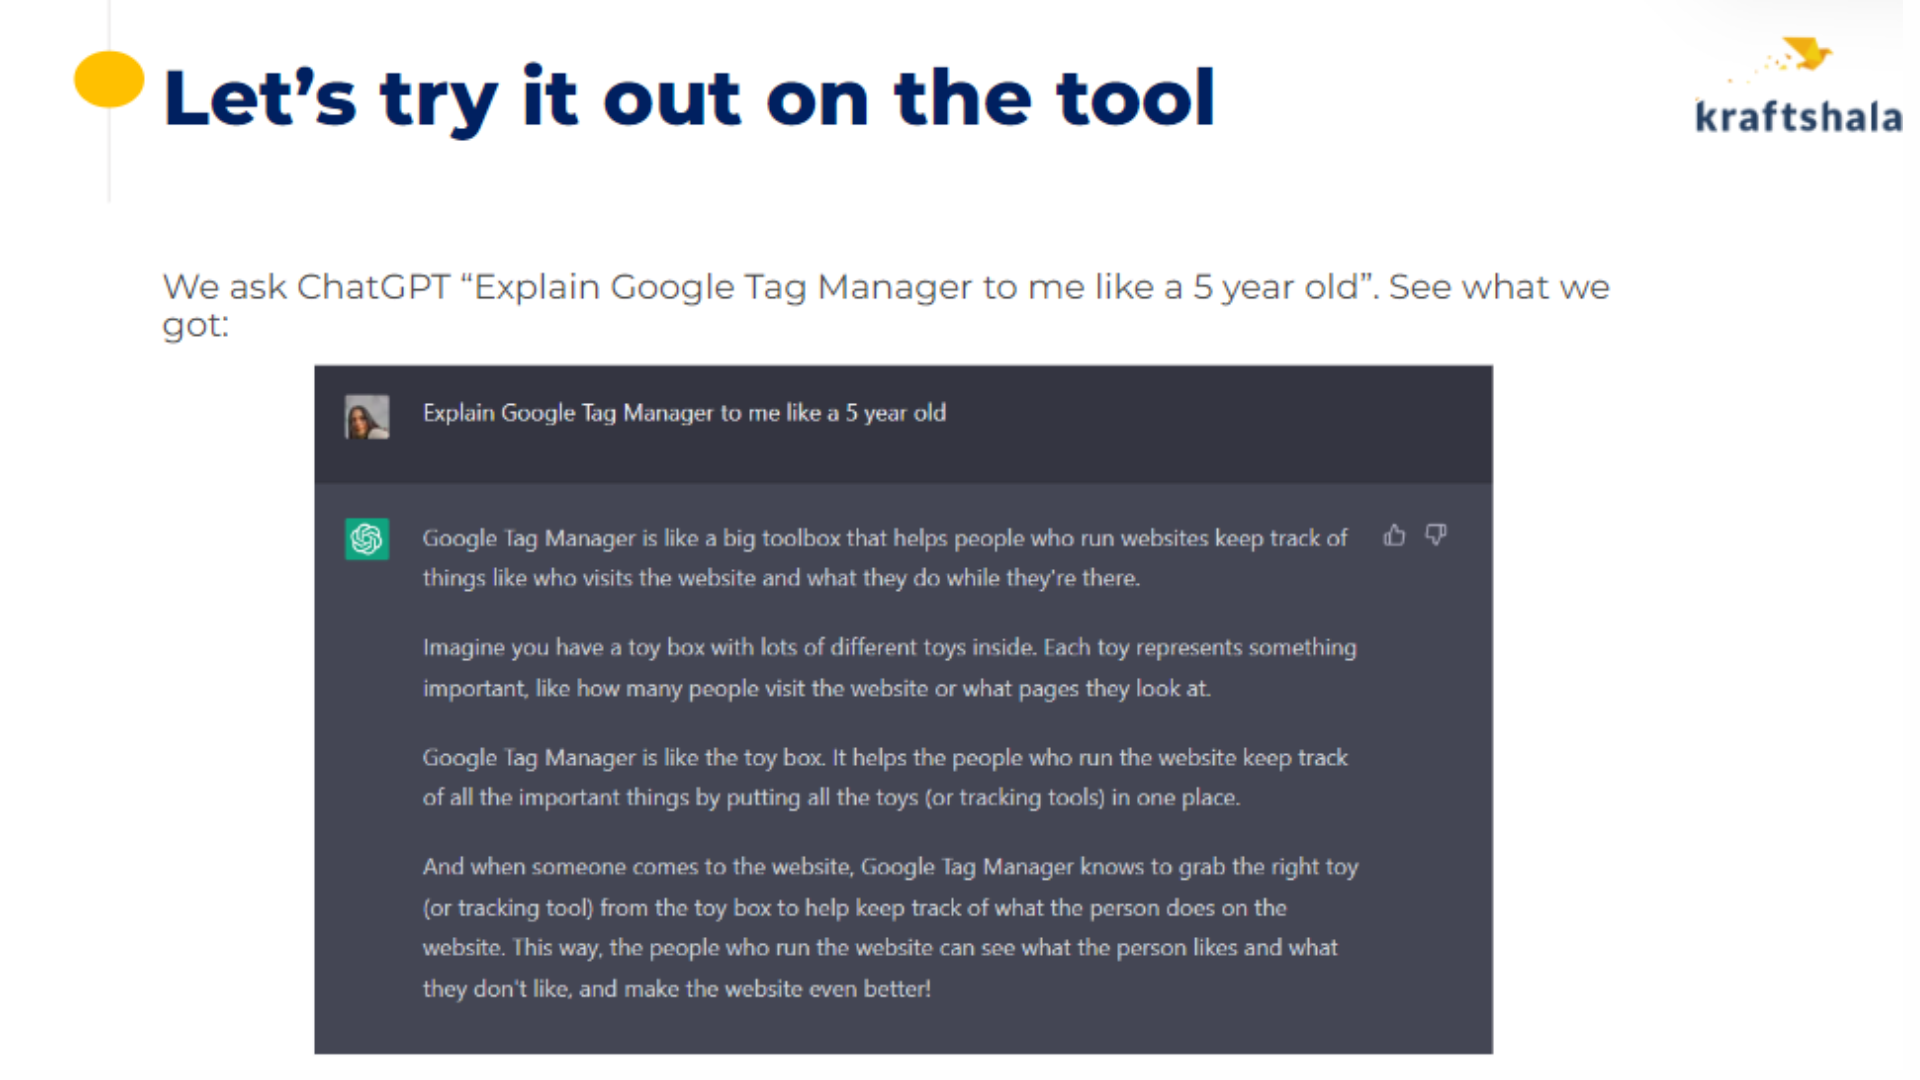 Let's try it out on the tool
kraftshala
We ask ChatGPT “Explain Google Tag Manager to me like a 5 year old”. See what we
got:
Explain Google Tag Manager to me like a 5 year old
Google Tag Manager is like a big toolbox that helps people who run websites keep track of
things like who visits the website and what they do while they're there.
Imagine you have a toy box with lots of different toys inside. Each toy represents something
important, like how many people visit the website or what pages they look at.
Google Tag Manager is like the toy box. It helps the people who run the website keep track
of all the important things by putting all the toys (or tracking tools) in one place.
And when someone comes to the website, Google Tag Manager knows to grab the right toy
(or tracking tool) from the toy box to help keep track of what the person does on the
website. This way, the people who run the website can see what the person likes and what
they don't like, and make the website even better!